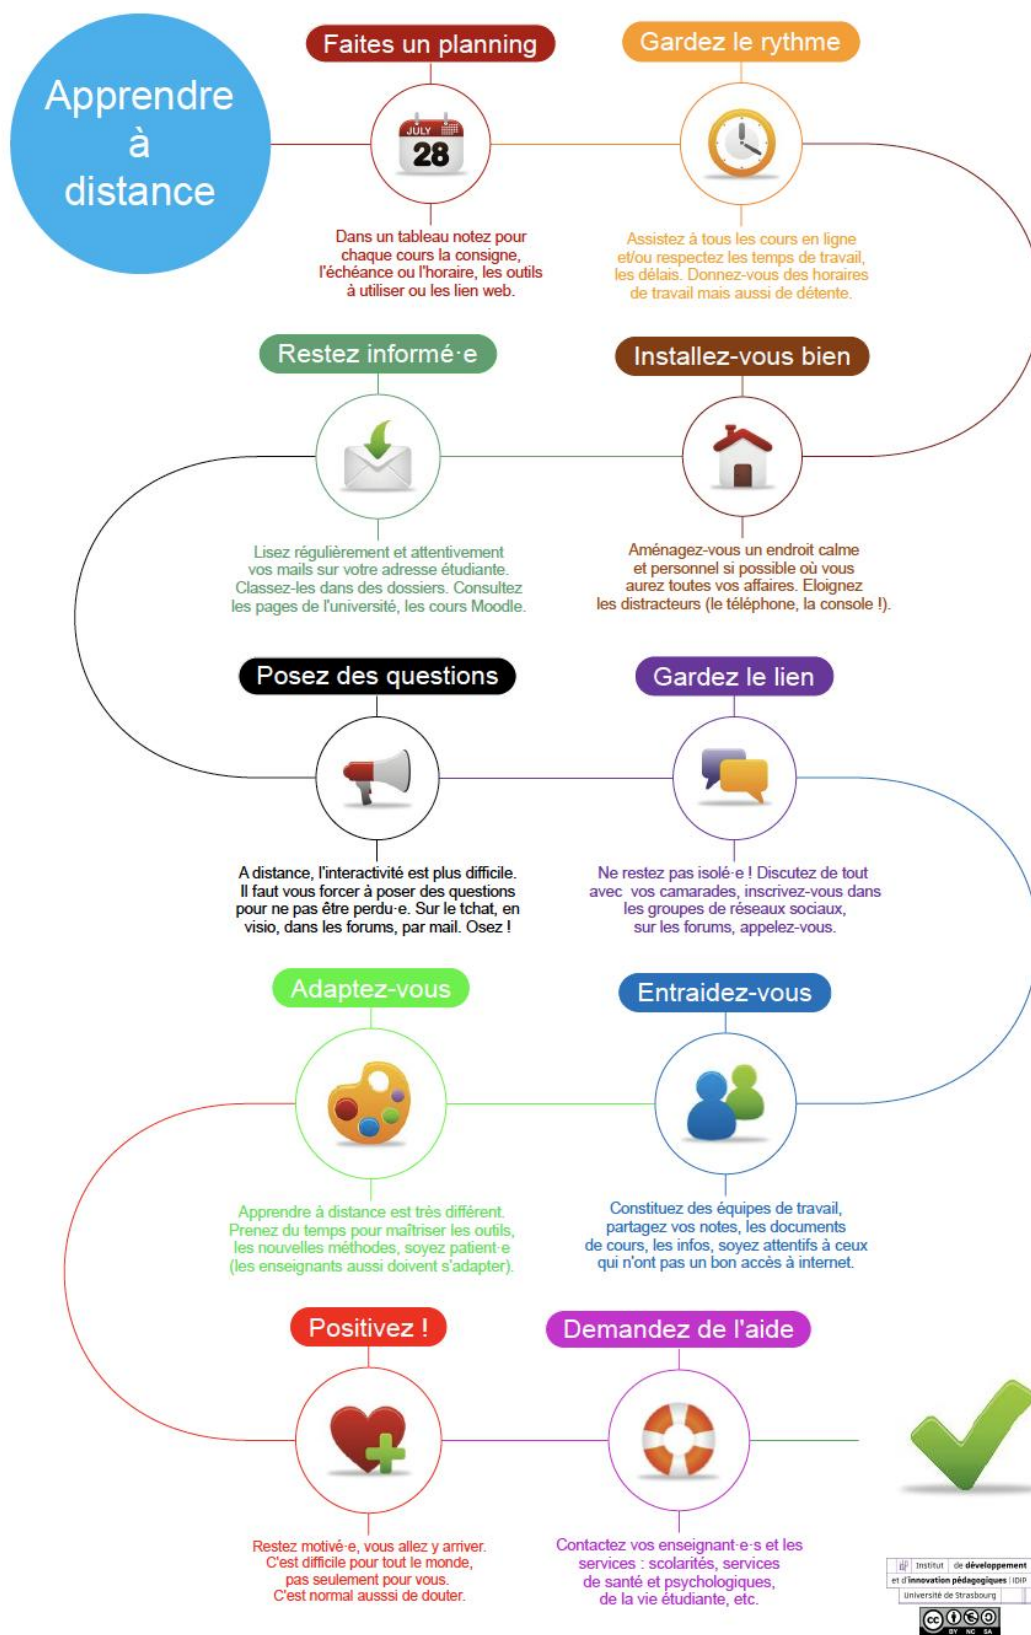 Apprendre
à
distance
Faites un planning
JULY
28
Dans un tableau notez pour
chaque cours la consigne,
l'échéance ou l'horaire, les outils
à utiliser ou les lien web.
Gardez le rythme
Assistez à tous les cours en ligne
et/ou respectez les temps de travail,
les délais. Donnez-vous des horaires
de travail mais aussi de détente.
Installez-vous bien
Aménagez-vous un endroit calme
et personnel si possible où vous
aurez toutes vos affaires. Eloignez
les distracteurs (le téléphone, la console !).
Restez informé·e
Lisez régulièrement et attentivement
vos mails sur votre adresse étudiante.
Classez-les dans des dossiers. Consultez
les pages de l'université, les cours Moodle.
Posez des questions
A distance, l'interactivité est plus difficile.
Il faut vous forcer à poser des questions
pour ne pas être perdu·e. Sur le tchat, en
visio, dans les forums, par mail. Osez !
Gardez le lien
Ne restez pas isolé·e ! Discutez de tout
avec vos camarades, inscrivez-vous dans
les groupes de réseaux sociaux,
sur les forums, appelez-vous.
Entraidez-vous
Constituez des équipes de travail,
partagez vos notes, les documents
de cours, les infos, soyez attentifs à ceux
qui n'ont pas un bon accès à internet.
Adaptez-vous
Apprendre à distance est très différent.
Prenez du temps pour maîtriser les outils,
les nouvelles méthodes, soyez patient·e
(les enseignants aussi doivent s'adapter).
Positivez !
Restez motivé·e, vous allez y arriver.
C'est difficile pour tout le monde,
pas seulement pour vous.
C'est normal ausssi de douter.
Demandez de l'aide
Contactez vos enseignant·e·s et les
services : scolarités, services
de santé et psychologiques,
de la vie étudiante, etc.
Institut de développement
et d'innovation pédagogiques IDIP
Université de Strasbourg
cc
BY NC SA